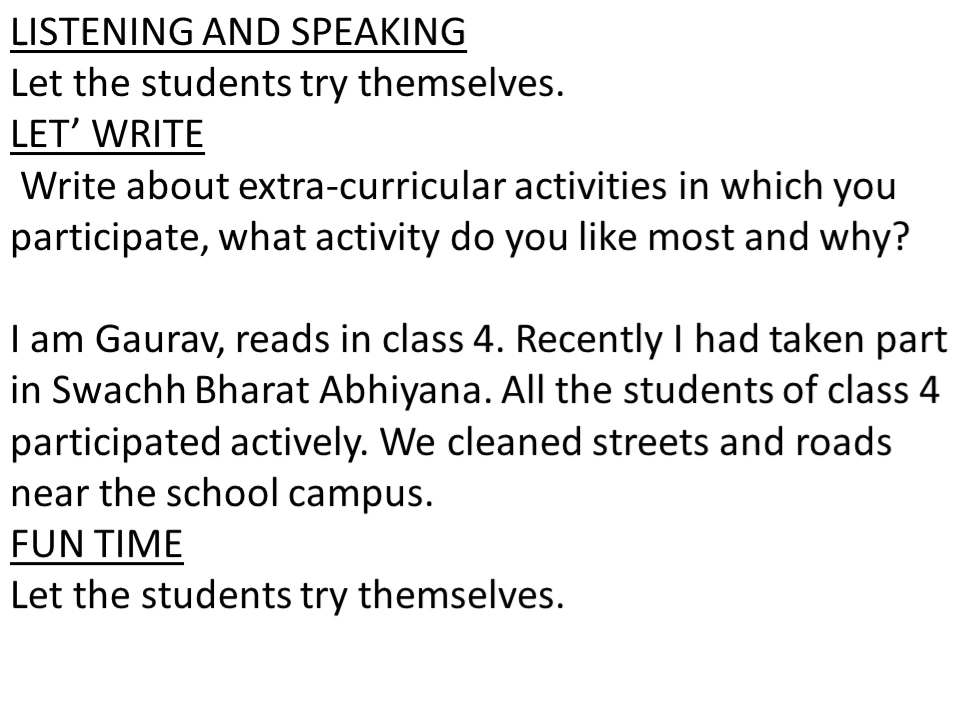 LISTENING AND SPEAKING
Let the students try themselves.
LET’ WRITE
Write about extra-curricular activities in which you
participate, what activity do you like most and why?
I am Gaurav, reads in class 4. Recently I had taken part
in Swachh Bharat Abhiyana. All the students of class 4
participated actively. We cleaned streets and roads
near the school campus.
FUN TIME
Let the students try themselves.